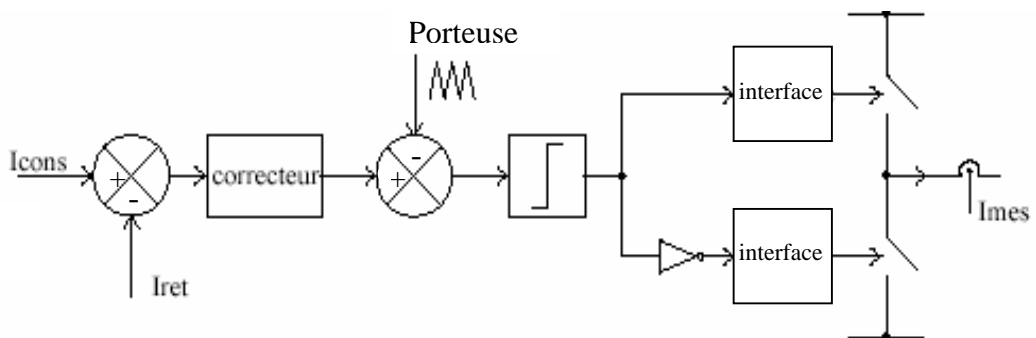 Porteuse
interface
Icons
+
-
correcteur
-
+
Imes
interface
Iret